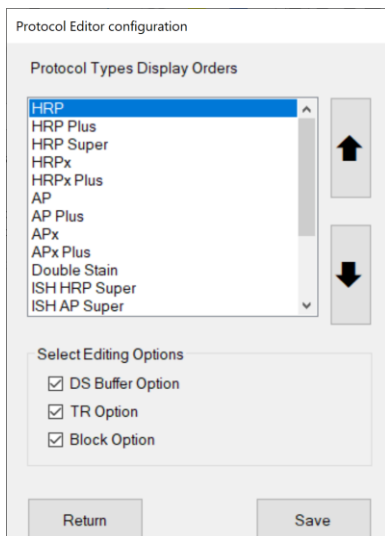 Protocol Editor configuration
Protocol Types Display Orders
HRP
HRP Plus
HRP Super
HRPx
HRPx Plus
AP
AP Plus
APx
APx Plus
Double Stain
ISH HRP Super
ISH AP Super
Select Editing Options
DS Buffer Option
TR Option
Block Option
Return Save